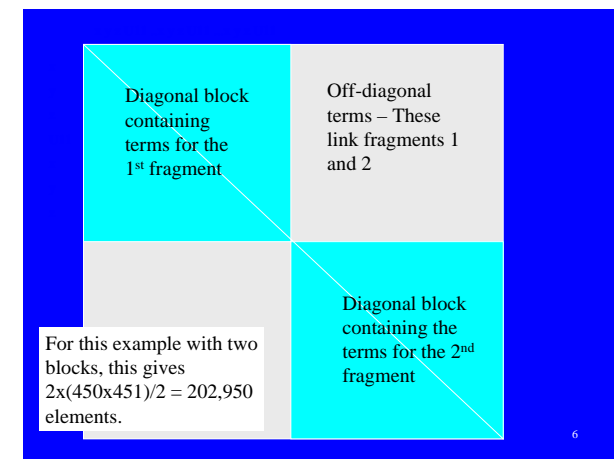 Diagonal block
containing
terms for the
1st fragment
Off-diagonal
terms – These
link fragments 1
and 2
Diagonal block
containing the
terms for the 2nd
fragment
For this example with two
blocks, this gives
2x(450x451)/2 = 202,950
elements.
6